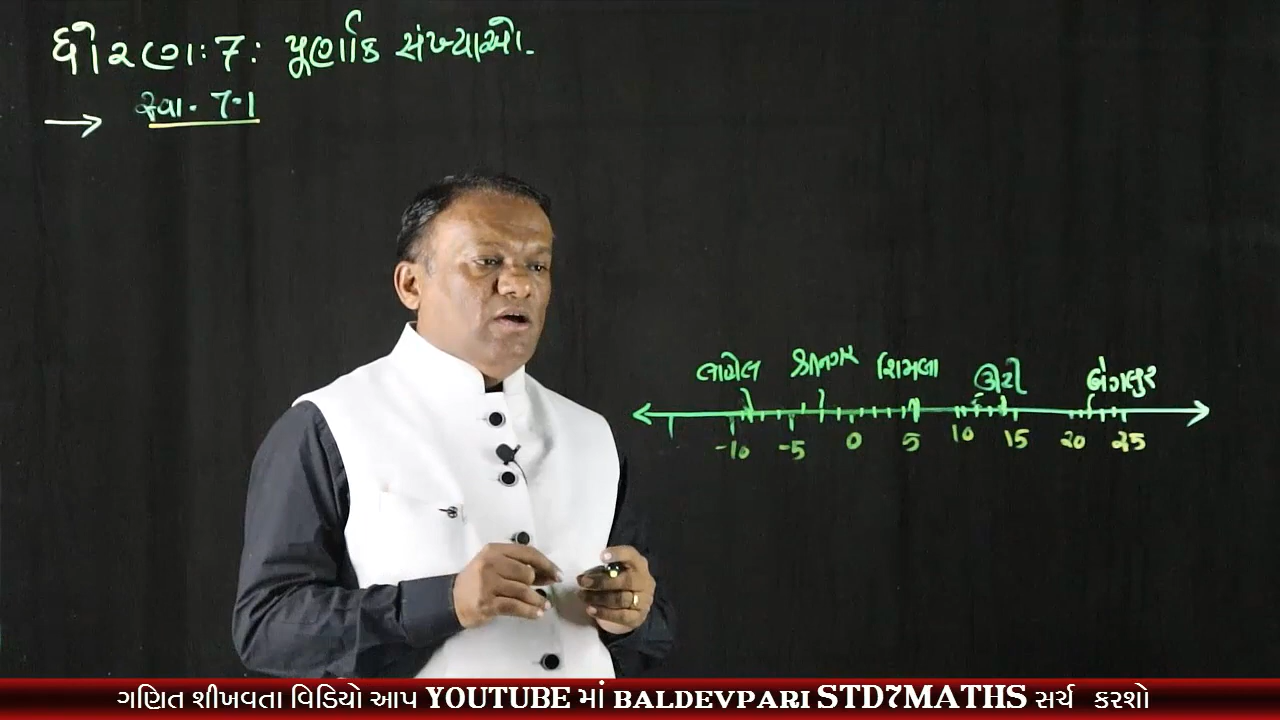 ધોરણ : 7 : પૂર્ણાંક સંખ્યાઓ.
→ સ્વા. 7.1
લાહોલ શ્રીનગર શિમલા ઊટી બેંગલુર
-10 -5 0 5 10 15 20 25
ગણિત શીખવતા વિડિયો આપ YOUTUBE માં BALDEVPARI STD7MATHS સર્ચ કરશો